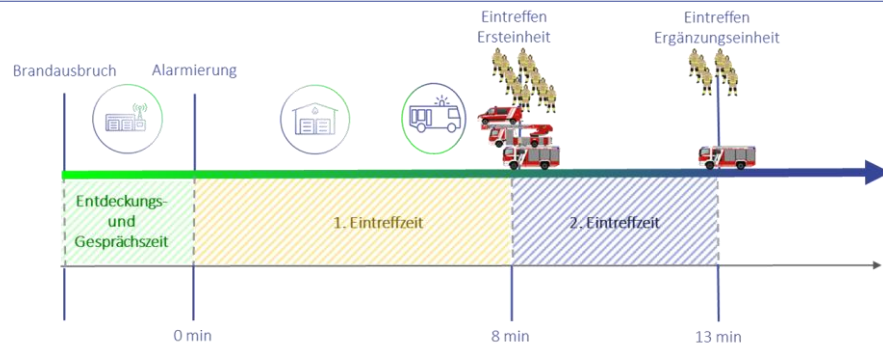 Eintreffen
Ersteinheit
Eintreffen
Ergänzungseinheit
Brandausbruch
Alarmierung
Entdeckungs-
und
Gesprächszeit
1. Eintreffzeit
2. Eintreffzeit
0 min
8 min
13 min